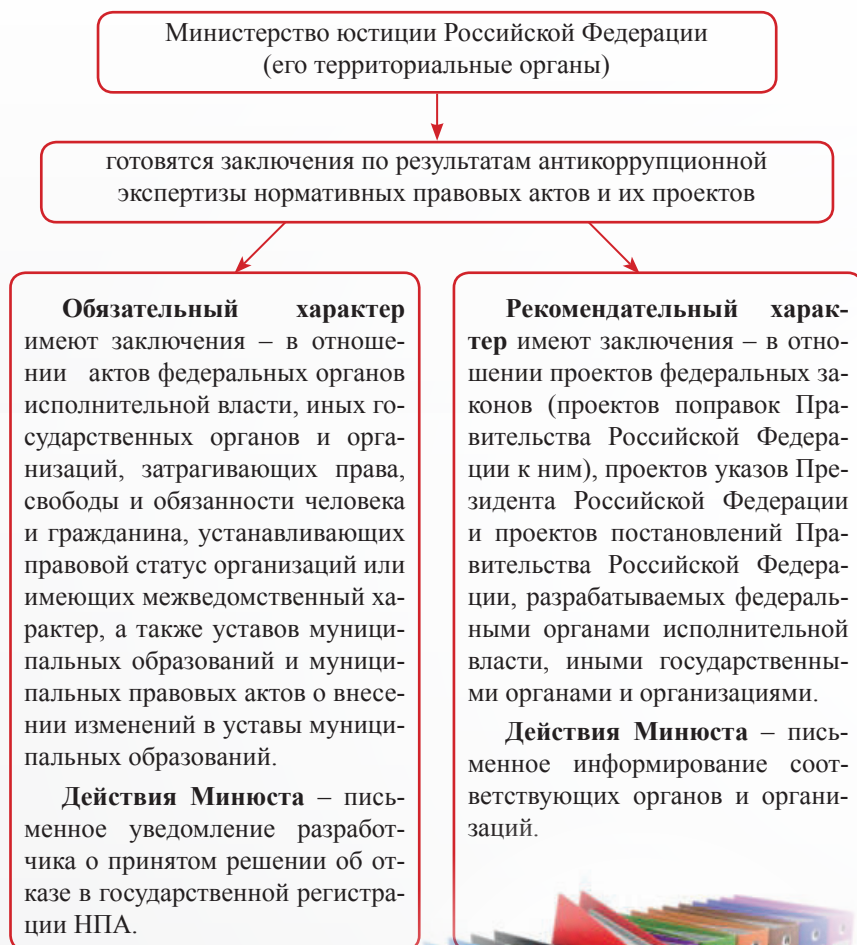 Министерство юстиции Российской Федерации
(его территориальные органы)
готовятся заключения по результатам антикоррупционной
экспертизы нормативных правовых актов и их проектов
Обязательный характер
имеют заключения – в отноше-
нии актов федеральных органов
исполнительной власти, иных го-
сударственных органов и орга-
низаций, затрагивающих права,
свободы и обязанности человека
и гражданина, устанавливающих
правовой статус организаций или
имеющих межведомственный ха-
рактер, а также уставов муници-
пальных образований и муници-
пальных правовых актов о внесе-
нии изменений в уставы муници-
пальных образований.
Действия Минюста – пись-
менное уведомление разработ-
чика о принятом решении об от-
казе в государственной регистра-
ции НПА.
Рекомендательный харак-
тер имеют заключения – в отно-
шении проектов федеральных за-
конов (проектов поправок Пра-
вительства Российской Федера-
ции к ним), проектов указов Пре-
зидента Российской Федерации
и проектов постановлений Пра-
вительства Российской Федера-
ции, разрабатываемых федераль-
ными органами исполнительной
власти, иными государственны-
ми органами и организациями.
Действия Минюста – пись-
менное информирование соот-
ветствующих органов и органи-
заций.